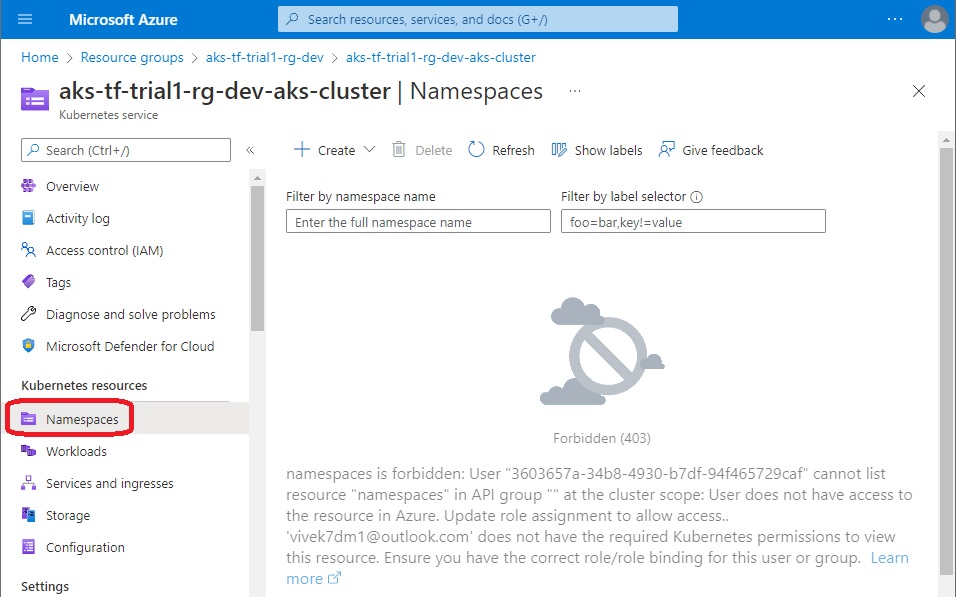 Microsoft Azure
Search resources, services, and docs (G+/)
...
Home > Resource groups > aks-tf-trial1-rg-dev > aks-tf-trial1-rg-dev-aks-cluster
aks-tf-trial1-rg-dev-aks-cluster | Namespaces ...
Kubernetes service
Search (Ctrl+/)
«
Overview
Activity log
Access control (IAM)
Tags
Diagnose and solve problems
Microsoft Defender for Cloud
Kubernetes resources
Namespaces
Workloads
Services and ingresses
Storage
Configuration
Settings
Create Delete Refresh Show labels Give feedback
Filter by namespace name
Enter the full namespace name
Filter by label selector
foo=bar,key!=value
Forbidden (403)
namespaces is forbidden: User "3603657a-34b8-4930-b7df-94f465729caf" cannot list
resource "namespaces" in API group "" at the cluster scope: User does not have access to
the resource in Azure. Update role assignment to allow access..
'vivek7dm1@outlook.com' does not have the required Kubernetes permissions to view
this resource. Ensure you have the correct role/role binding for this user or group. Learn
more